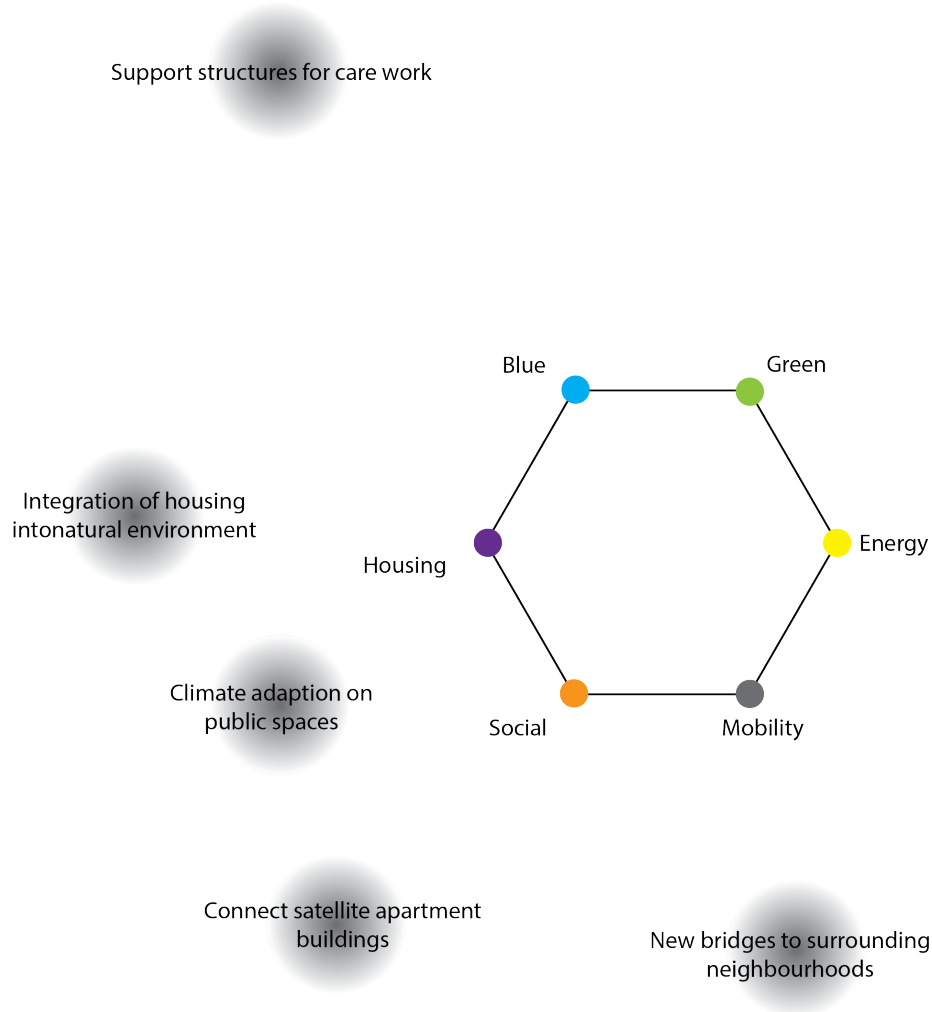 Support structures for care work
Blue
Green
Integration of housing
intonatural environment
Energy
Housing
Climate adaption on
public spaces
Social
Mobility
Connect satellite apartment
buildings
New bridges to surrounding
neighbourhoods